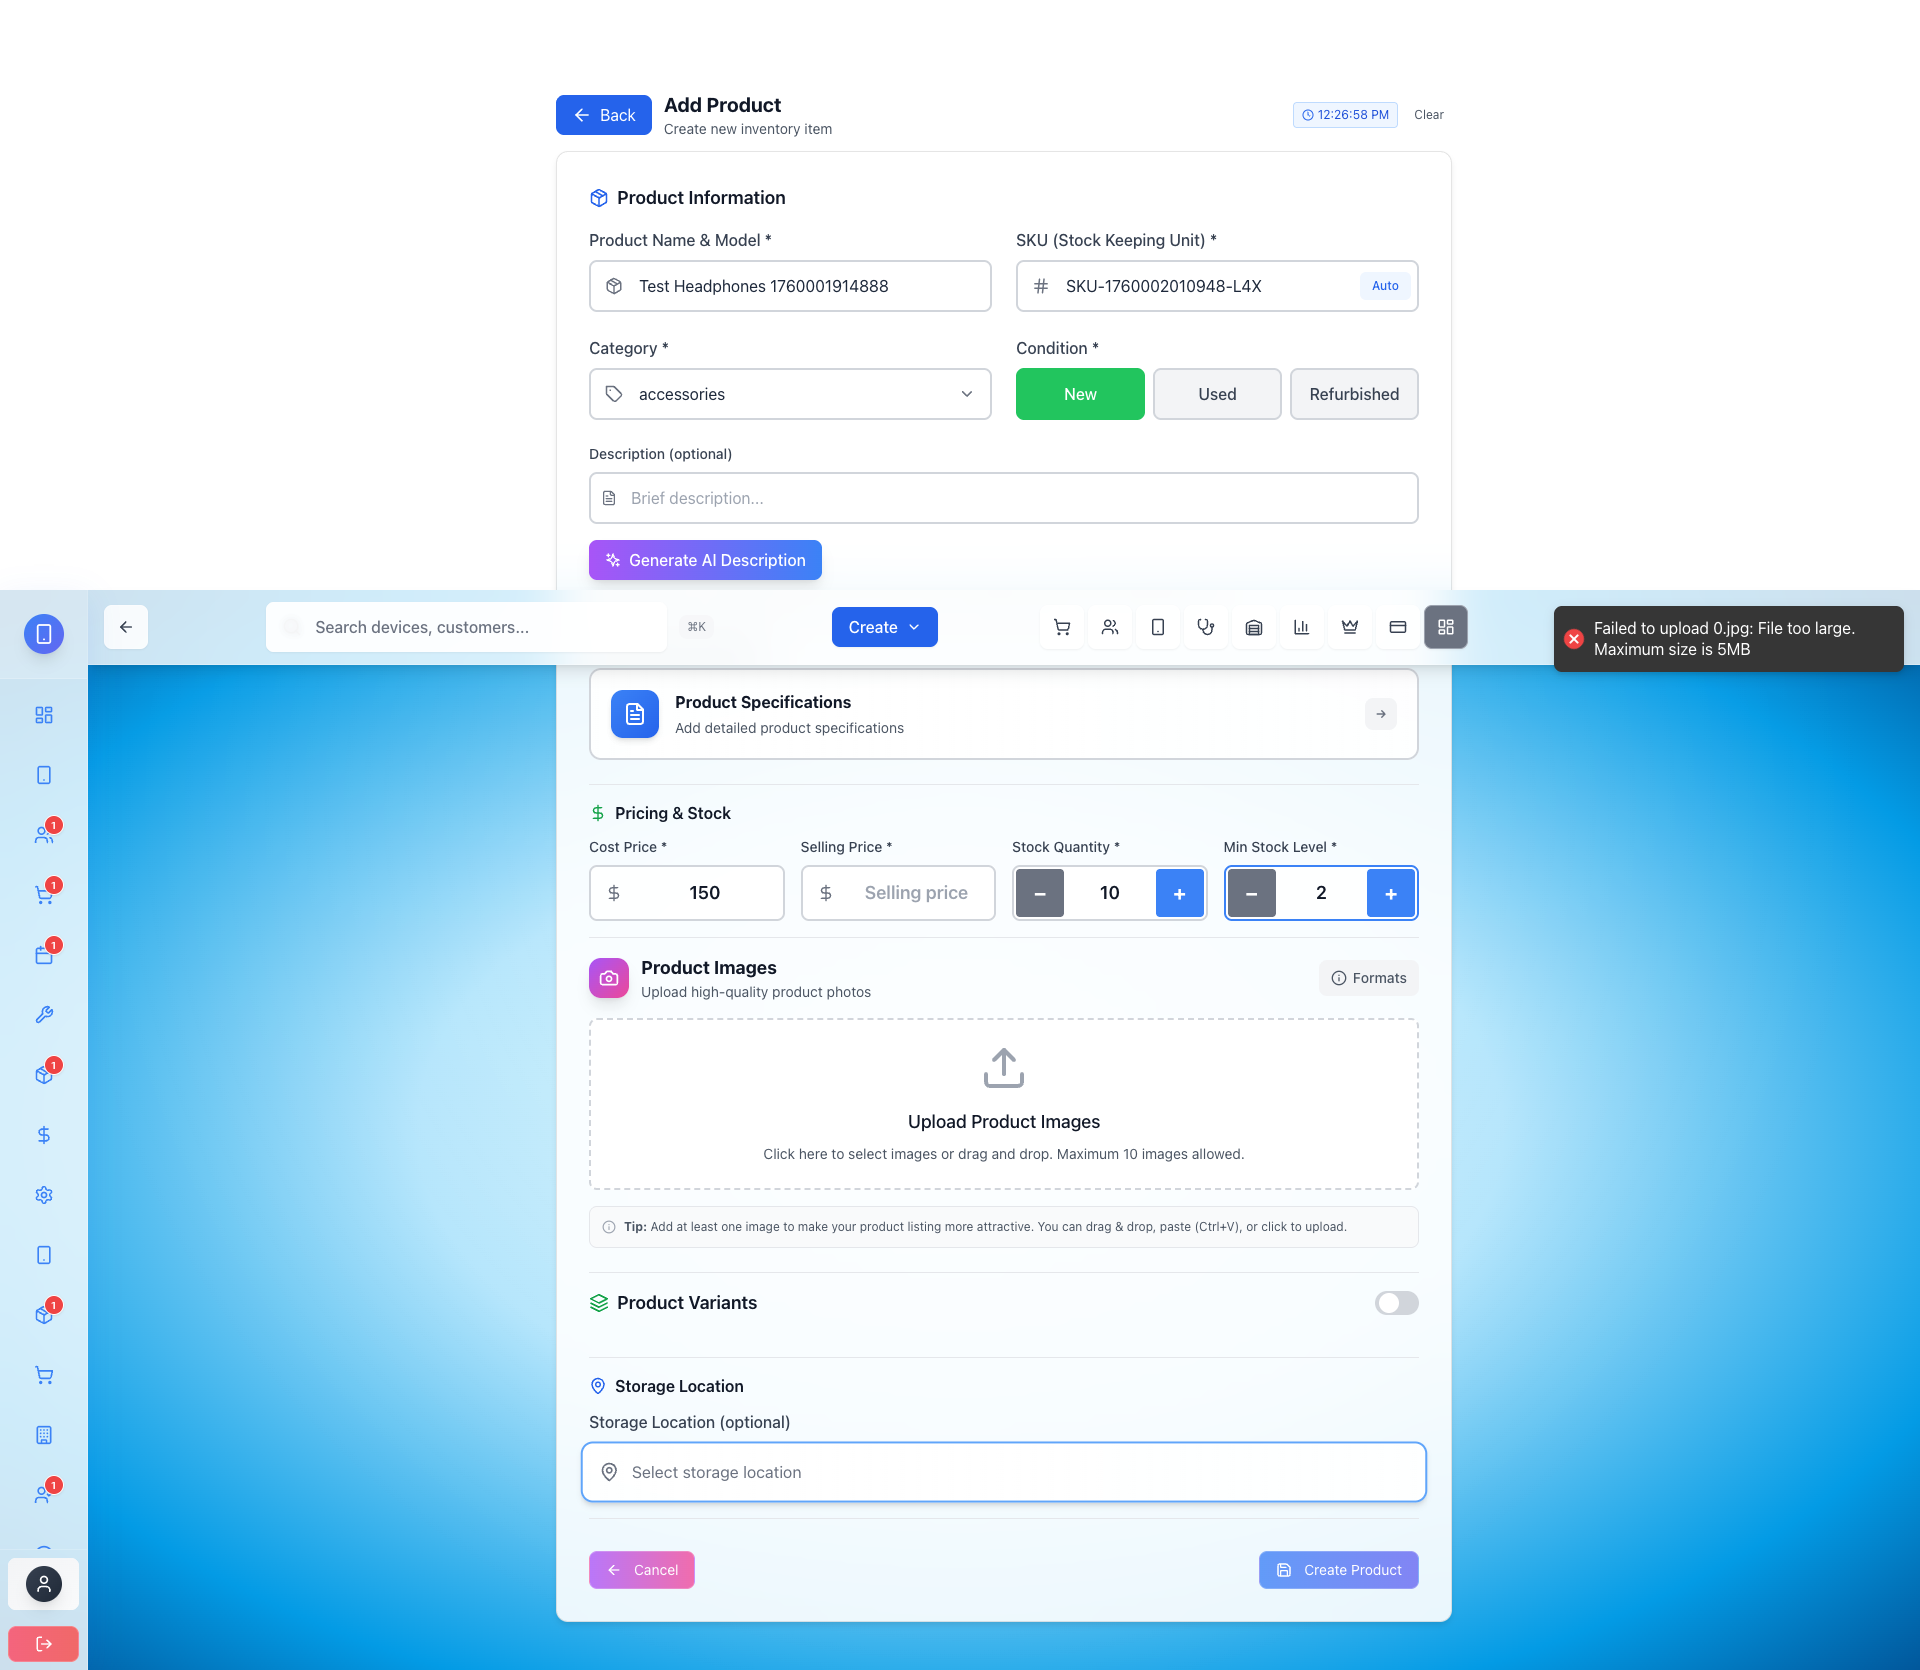 Back
Add Product
Create new inventory item
12:26:58 PM
Clear
Product Information
Product Name & Model *
SKU (Stock Keeping Unit) *
Test Headphones 1760001914888
SKU-1760002010948-L4X
Auto
Category *
Condition *
accessories
New
Used
Refurbished
Description (optional)
Brief description...
Generate AI Description
Search devices, customers...
⌘K
Create
Failed to upload 0.jpg: File too large.
Maximum size is 5MB
Product Specifications
Add detailed product specifications
Pricing & Stock
Cost Price *
Selling Price *
Stock Quantity *
Min Stock Level *
150
Selling price
−
10
+
−
2
+
Product Images
Upload high-quality product photos
Formats
Upload Product Images
Click here to select images or drag and drop. Maximum 10 images allowed.
Tip: Add at least one image to make your product listing more attractive. You can drag & drop, paste (Ctrl+V), or click to upload.
Product Variants
Storage Location
Storage Location (optional)
Select storage location
Cancel
Create Product
1
1
1
1
1
1